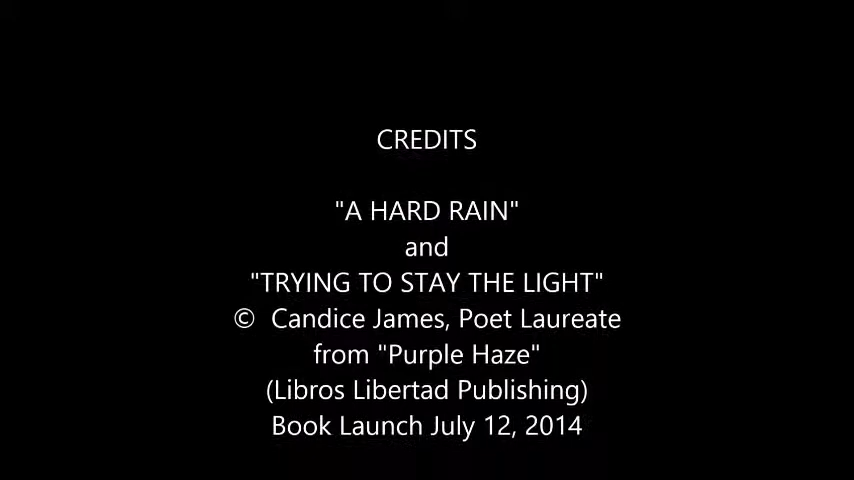 CREDITS
"A HARD RAIN"
and
"TRYING TO STAY THE LIGHT"
© Candice James, Poet Laureate
from "Purple Haze"
(Libros Libertad Publishing)
Book Launch July 12, 2014